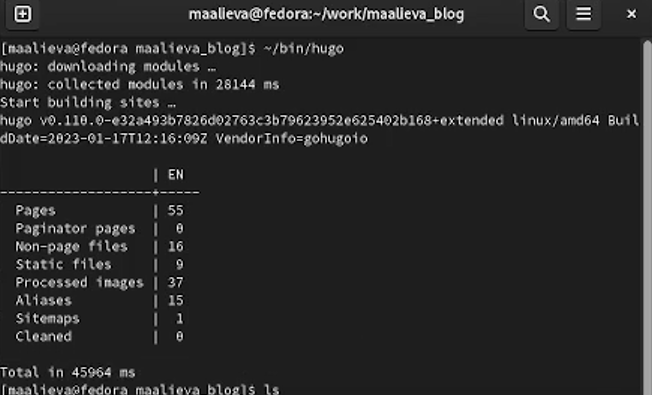 maalieva@fedora:~/work/maalieva_blog
[maalieva@fedora maalieva_blog]$ ~/bin/hugo
hugo: downloading modules …
hugo: collected modules in 28144 ms
Start building sites …
hugo v0.110.0-e32a493b7826d02763c3b79623952e625402b168+extended linux/amd64 Buil
dDate=2023-01-17T12:16:09Z VendorInfo=gohugoio
| EN
-------------------+-----
Pages | 55
Paginator pages | 0
Non-page files | 16
Static files | 9
Processed images | 37
Aliases | 15
Sitemaps | 1
Cleaned | 0
Total in 45964 ms
[maalieva@fedora maalieva_blog]$ ls